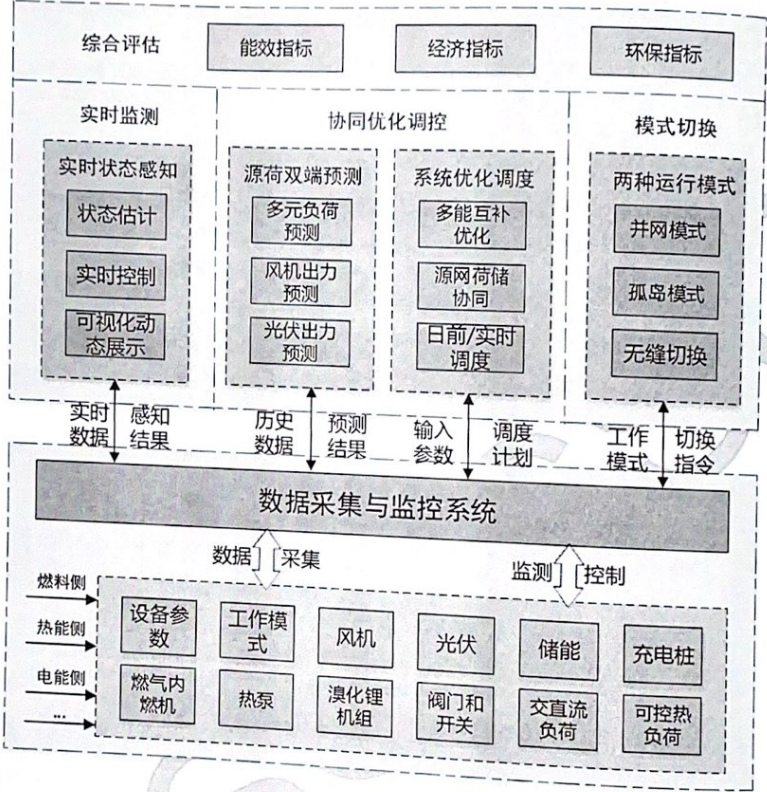 综合评估
能效指标
经济指标
环保指标
实时监测
协同优化调控
模式切换
实时状态感知
状态估计
实时控制
可视化动
态展示
源荷双端预测
多元负荷
预测
风机出力
预测
光伏出力
预测
系统优化调度
多能互补
优化
源网荷储
协同
日前/实时
调度
两种运行模式
并网模式
孤岛模式
无缝切换
实时
数据
感知
结果
历史
数据
预测
结果
输入
参数
调度
计划
工作
模式
切换
指令
数据采集与监控系统
数据
采集
监测
控制
燃料侧
热能侧
电能侧
...
设备参
数
工作模
式
风机
光伏
储能
充电桩
燃气内
燃机
热泵
溴化锂
机组
阀门和
开关
交直流
负荷
可控热
负荷